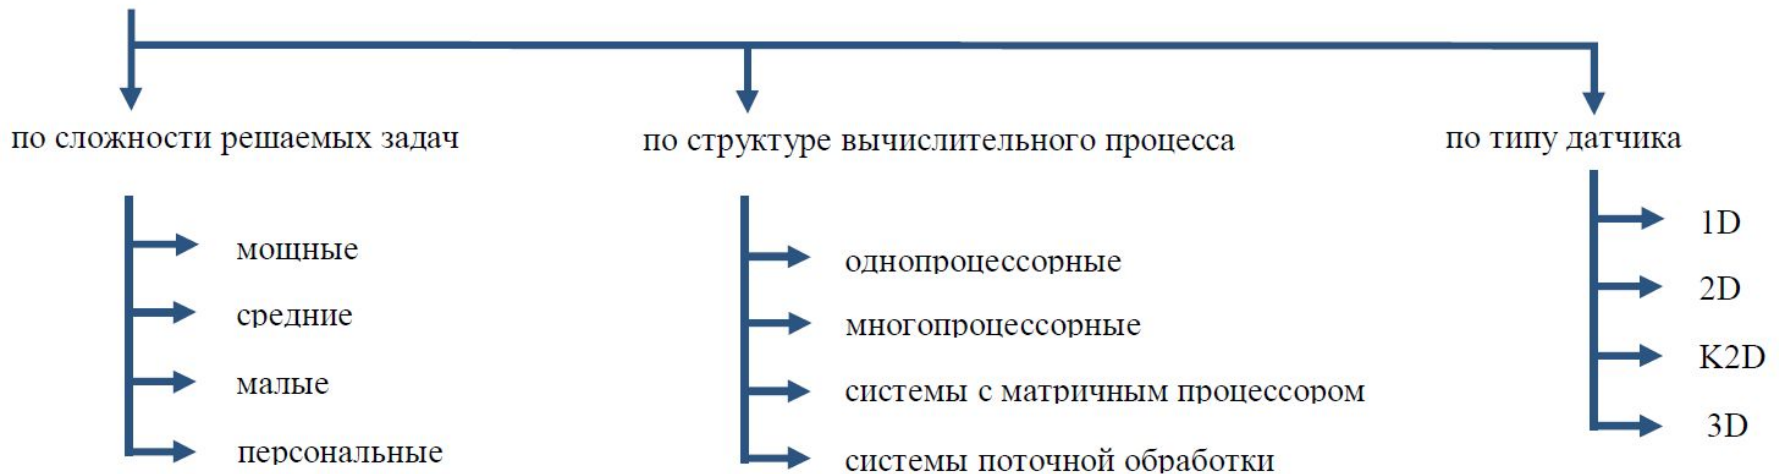 по сложности решаемых задач
мощные
средние
малые
персональные
по структуре вычислительного процесса
однопроцессорные
многопроцессорные
системы с матричным процессором
системы поточной обработки
по типу датчика
1D
2D
K2D
3D